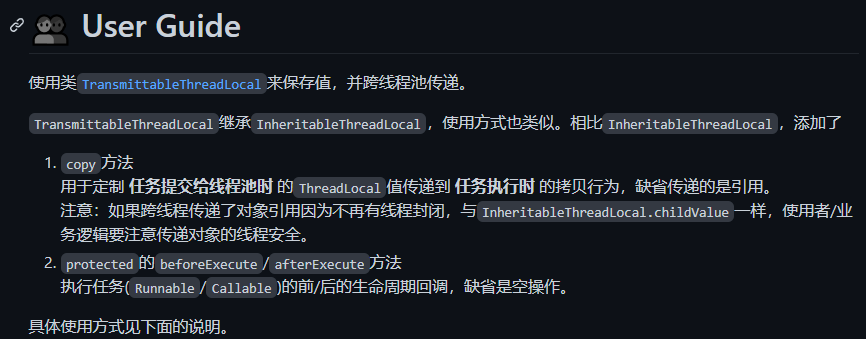 User Guide
使用类TransmittableThreadLocal来保存值，并跨线程池传递。
TransmittableThreadLocal继承InheritableThreadLocal，使用方式也类似。相比InheritableThreadLocal，添加了
1. copy方法
用于定制 任务提交给线程池时 的ThreadLocal值传递到 任务执行时 的拷贝行为，缺省传递的是引用。
注意：如果跨线程传递了对象引用因为不再有线程封闭，与InheritableThreadLocal.childValue一样，使用者/业
务逻辑要注意传递对象的线程安全。
2. protected的beforeExecute/afterExecute方法
执行任务(Runnable/Callable)的前/后的生命周期回调，缺省是空操作。
具体使用方式见下面的说明。